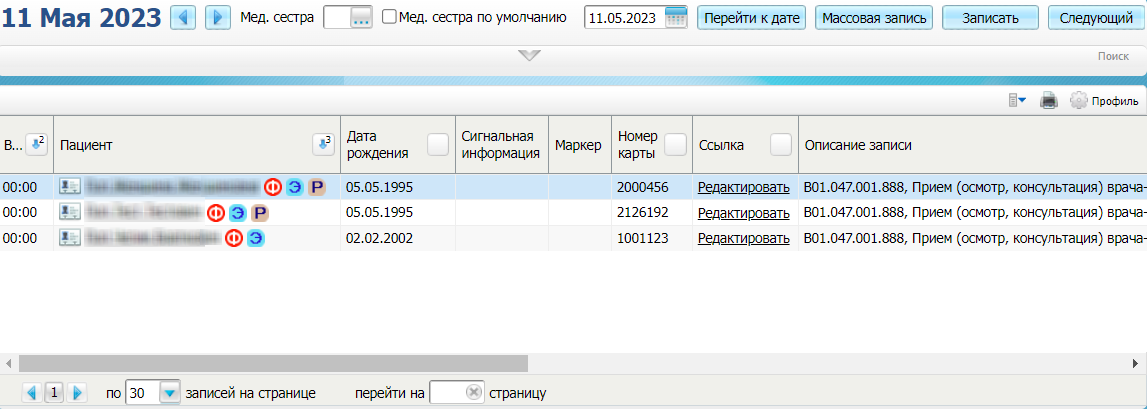 11 Мая 2023 Мед. сестра ... Мед. сестра по умолчанию 11.05.2023 Перейти к дате Массовая запись Записать Следующий
Поиск
Профиль
В... 2 Пациент 3 Дата рождения Сигнальная информация Маркер Номер карты Ссылка Описание записи
00:00 Ф Э Р 05.05.1995 2000456 Редактировать B01.047.001.888, Прием (осмотр, консультация) врача-
00:00 Ф Э Р 05.05.1995 2126192 Редактировать B01.047.001.888, Прием (осмотр, консультация) врача-
00:00 Ф Э 02.02.2002 1001123 Редактировать B01.047.001.888, Прием (осмотр, консультация) врача-
1 по 30 записей на странице перейти на страницу